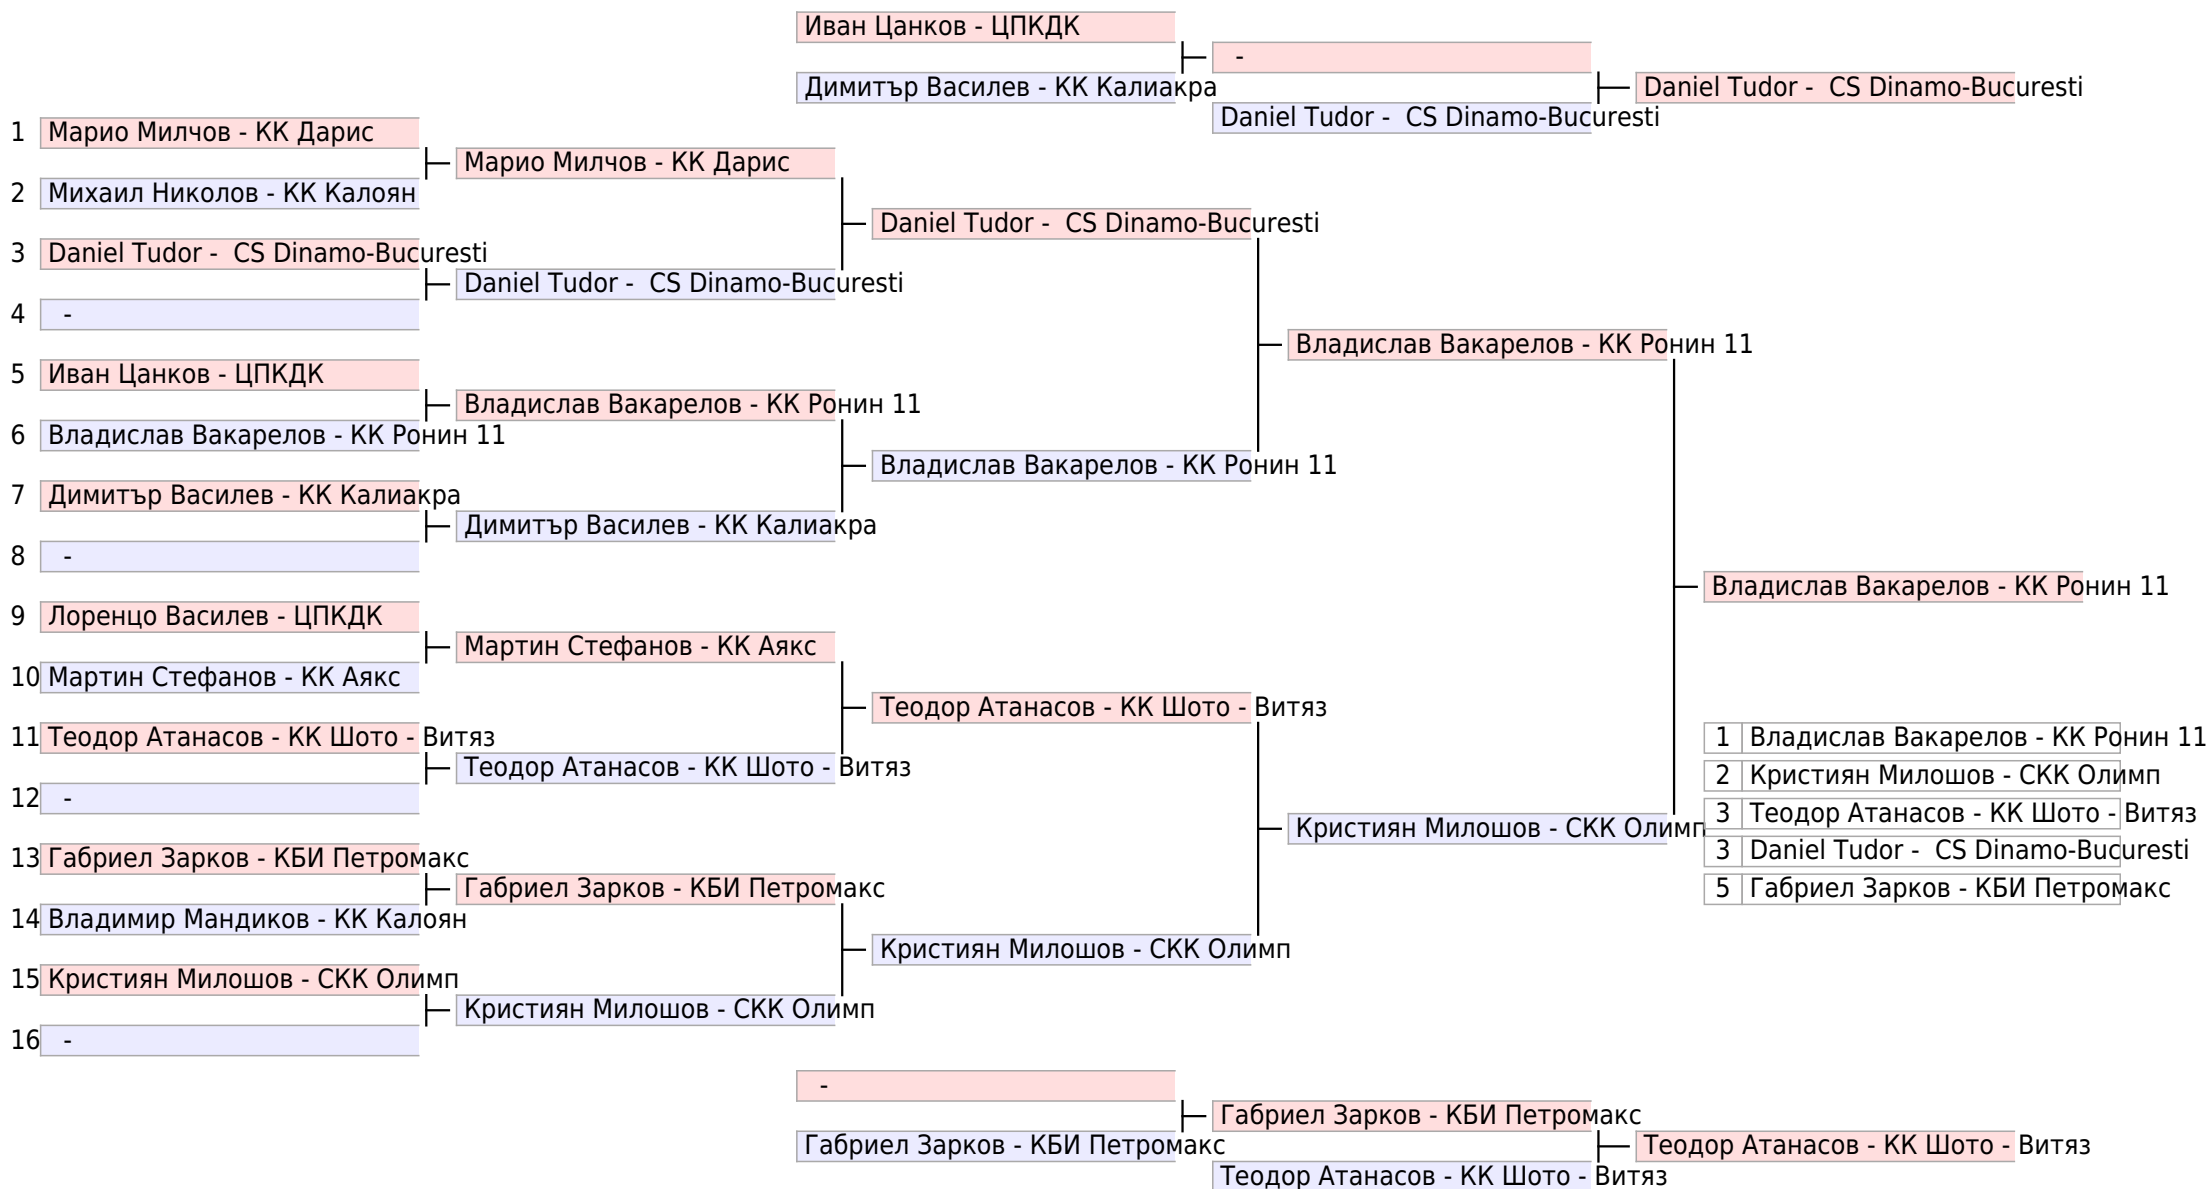 Иван Цанков - ЦПКДК
-
Димитър Василев - КК Калиакра
Daniel Tudor -  CS Dinamo-Bucuresti
Daniel Tudor -  CS Dinamo-Bucuresti
1 Марио Милчов - КК Дарис
Марио Милчов - КК Дарис
2 Михаил Николов - КК Калоян
Daniel Tudor -  CS Dinamo-Bucuresti
3 Daniel Tudor -  CS Dinamo-Bucuresti
Daniel Tudor -  CS Dinamo-Bucuresti
4 -
Владислав Вакарелов - КК Ронин 11
5 Иван Цанков - ЦПКДК
Владислав Вакарелов - КК Ронин 11
6 Владислав Вакарелов - КК Ронин 11
Владислав Вакарелов - КК Ронин 11
7 Димитър Василев - КК Калиакра
Димитър Василев - КК Калиакра
8 -
Владислав Вакарелов - КК Ронин 11
9 Лоренцо Василев - ЦПКДК
Мартин Стефанов - КК Аякс
10 Мартин Стефанов - КК Аякс
Теодор Атанасов - КК Шото - Витяз
11 Теодор Атанасов - КК Шото - Витяз
Теодор Атанасов - КК Шото - Витяз
12 -
Кристиян Милошов - СКК Олимп
13 Габриел Зарков - КБИ Петромакс
Габриел Зарков - КБИ Петромакс
14 Владимир Мандиков - КК Калоян
Кристиян Милошов - СКК Олимп
15 Кристиян Милошов - СКК Олимп
Кристиян Милошов - СКК Олимп
16 -
1 Владислав Вакарелов - КК Ронин 11
2 Кристиян Милошов - СКК Олимп
3 Теодор Атанасов - КК Шото - Витяз
3 Daniel Tudor -  CS Dinamo-Bucuresti
5 Габриел Зарков - КБИ Петромакс
-
Габриел Зарков - КБИ Петромакс
Габриел Зарков - КБИ Петромакс
Теодор Атанасов - КК Шото - Витяз
Теодор Атанасов - КК Шото - Витяз